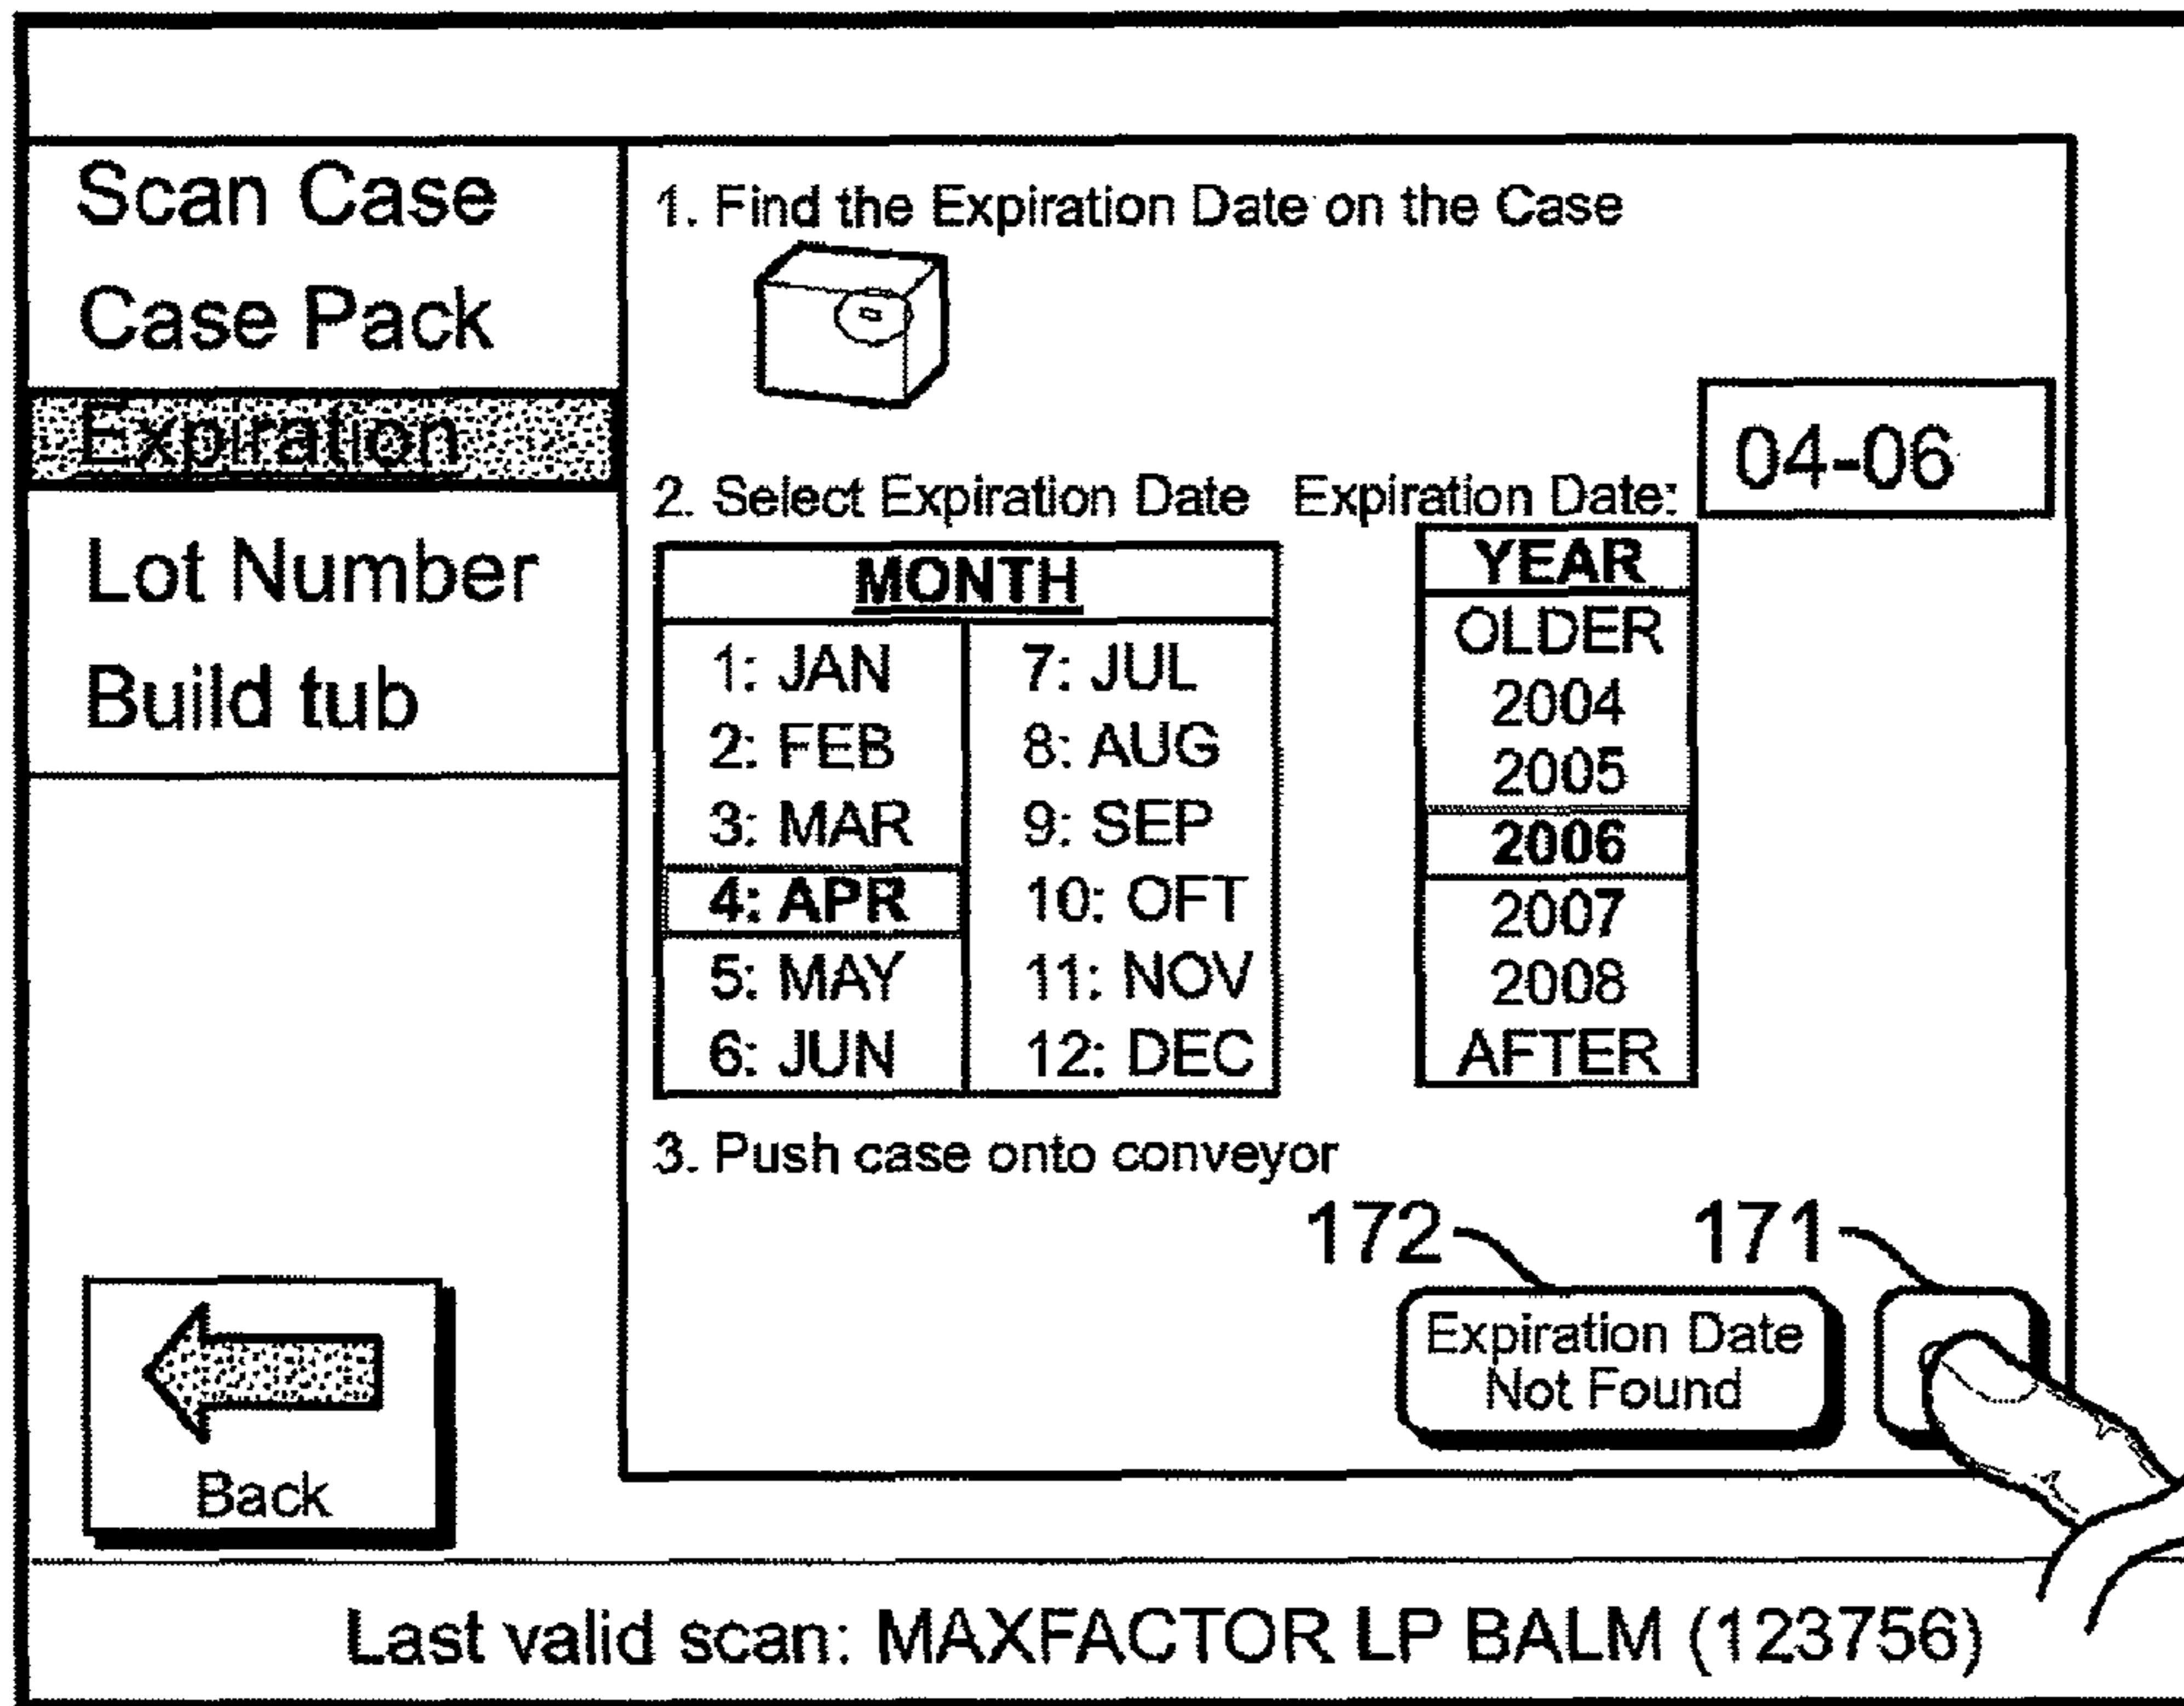 Scan Case
Case Pack
Expiration
Lot Number
Build tub
1. Find the Expiration Date on the Case
2. Select Expiration Date Expiration Date: 04-06
MONTH
1: JAN 7: JUL
2: FEB 8: AUG
3: MAR 9: SEP
4: APR 10: OFT
5: MAY 11: NOV
6: JUN 12: DEC
YEAR
OLDER
2004
2005
2006
2007
2008
AFTER
3. Push case onto conveyor
172 171
Expiration Date
Not Found
Back
Last valid scan: MAXFACTOR LP BALM (123756)